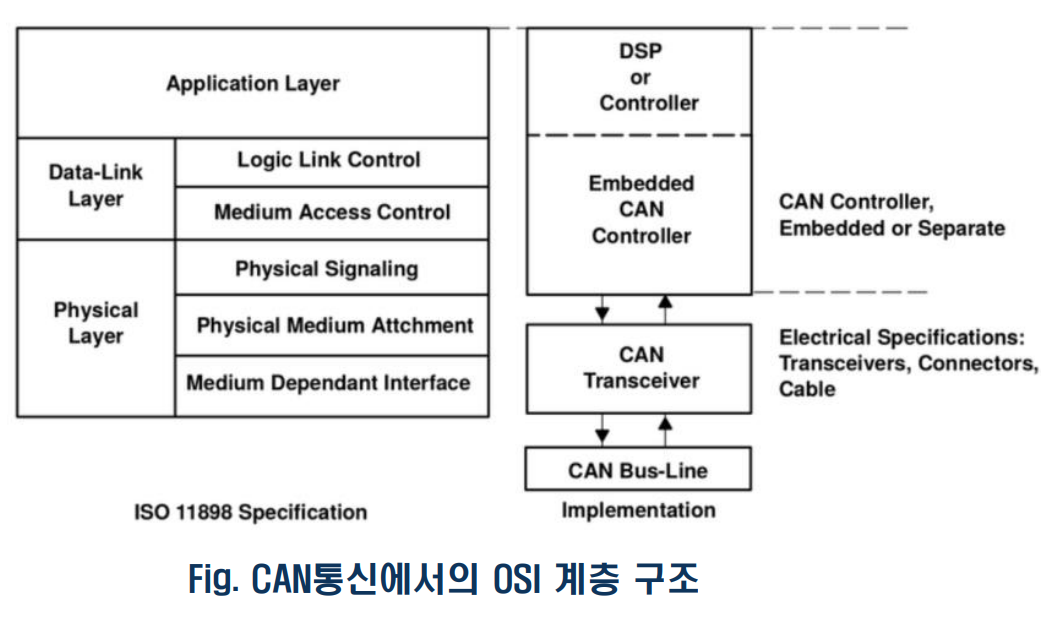 Application Layer
Data-Link
Layer
Logic Link Control
Medium Access Control
Physical
Layer
Physical Signaling
Physical Medium Attchment
Medium Dependant Interface
ISO 11898 Specification
DSP
or
Controller
Embedded
CAN
Controller
CAN
Transceiver
CAN Bus-Line
Implementation
CAN Controller,
Embedded or Separate
Electrical Specifications:
Transceivers, Connectors,
Cable
Fig. CAN통신에서의 OSI 계층 구조